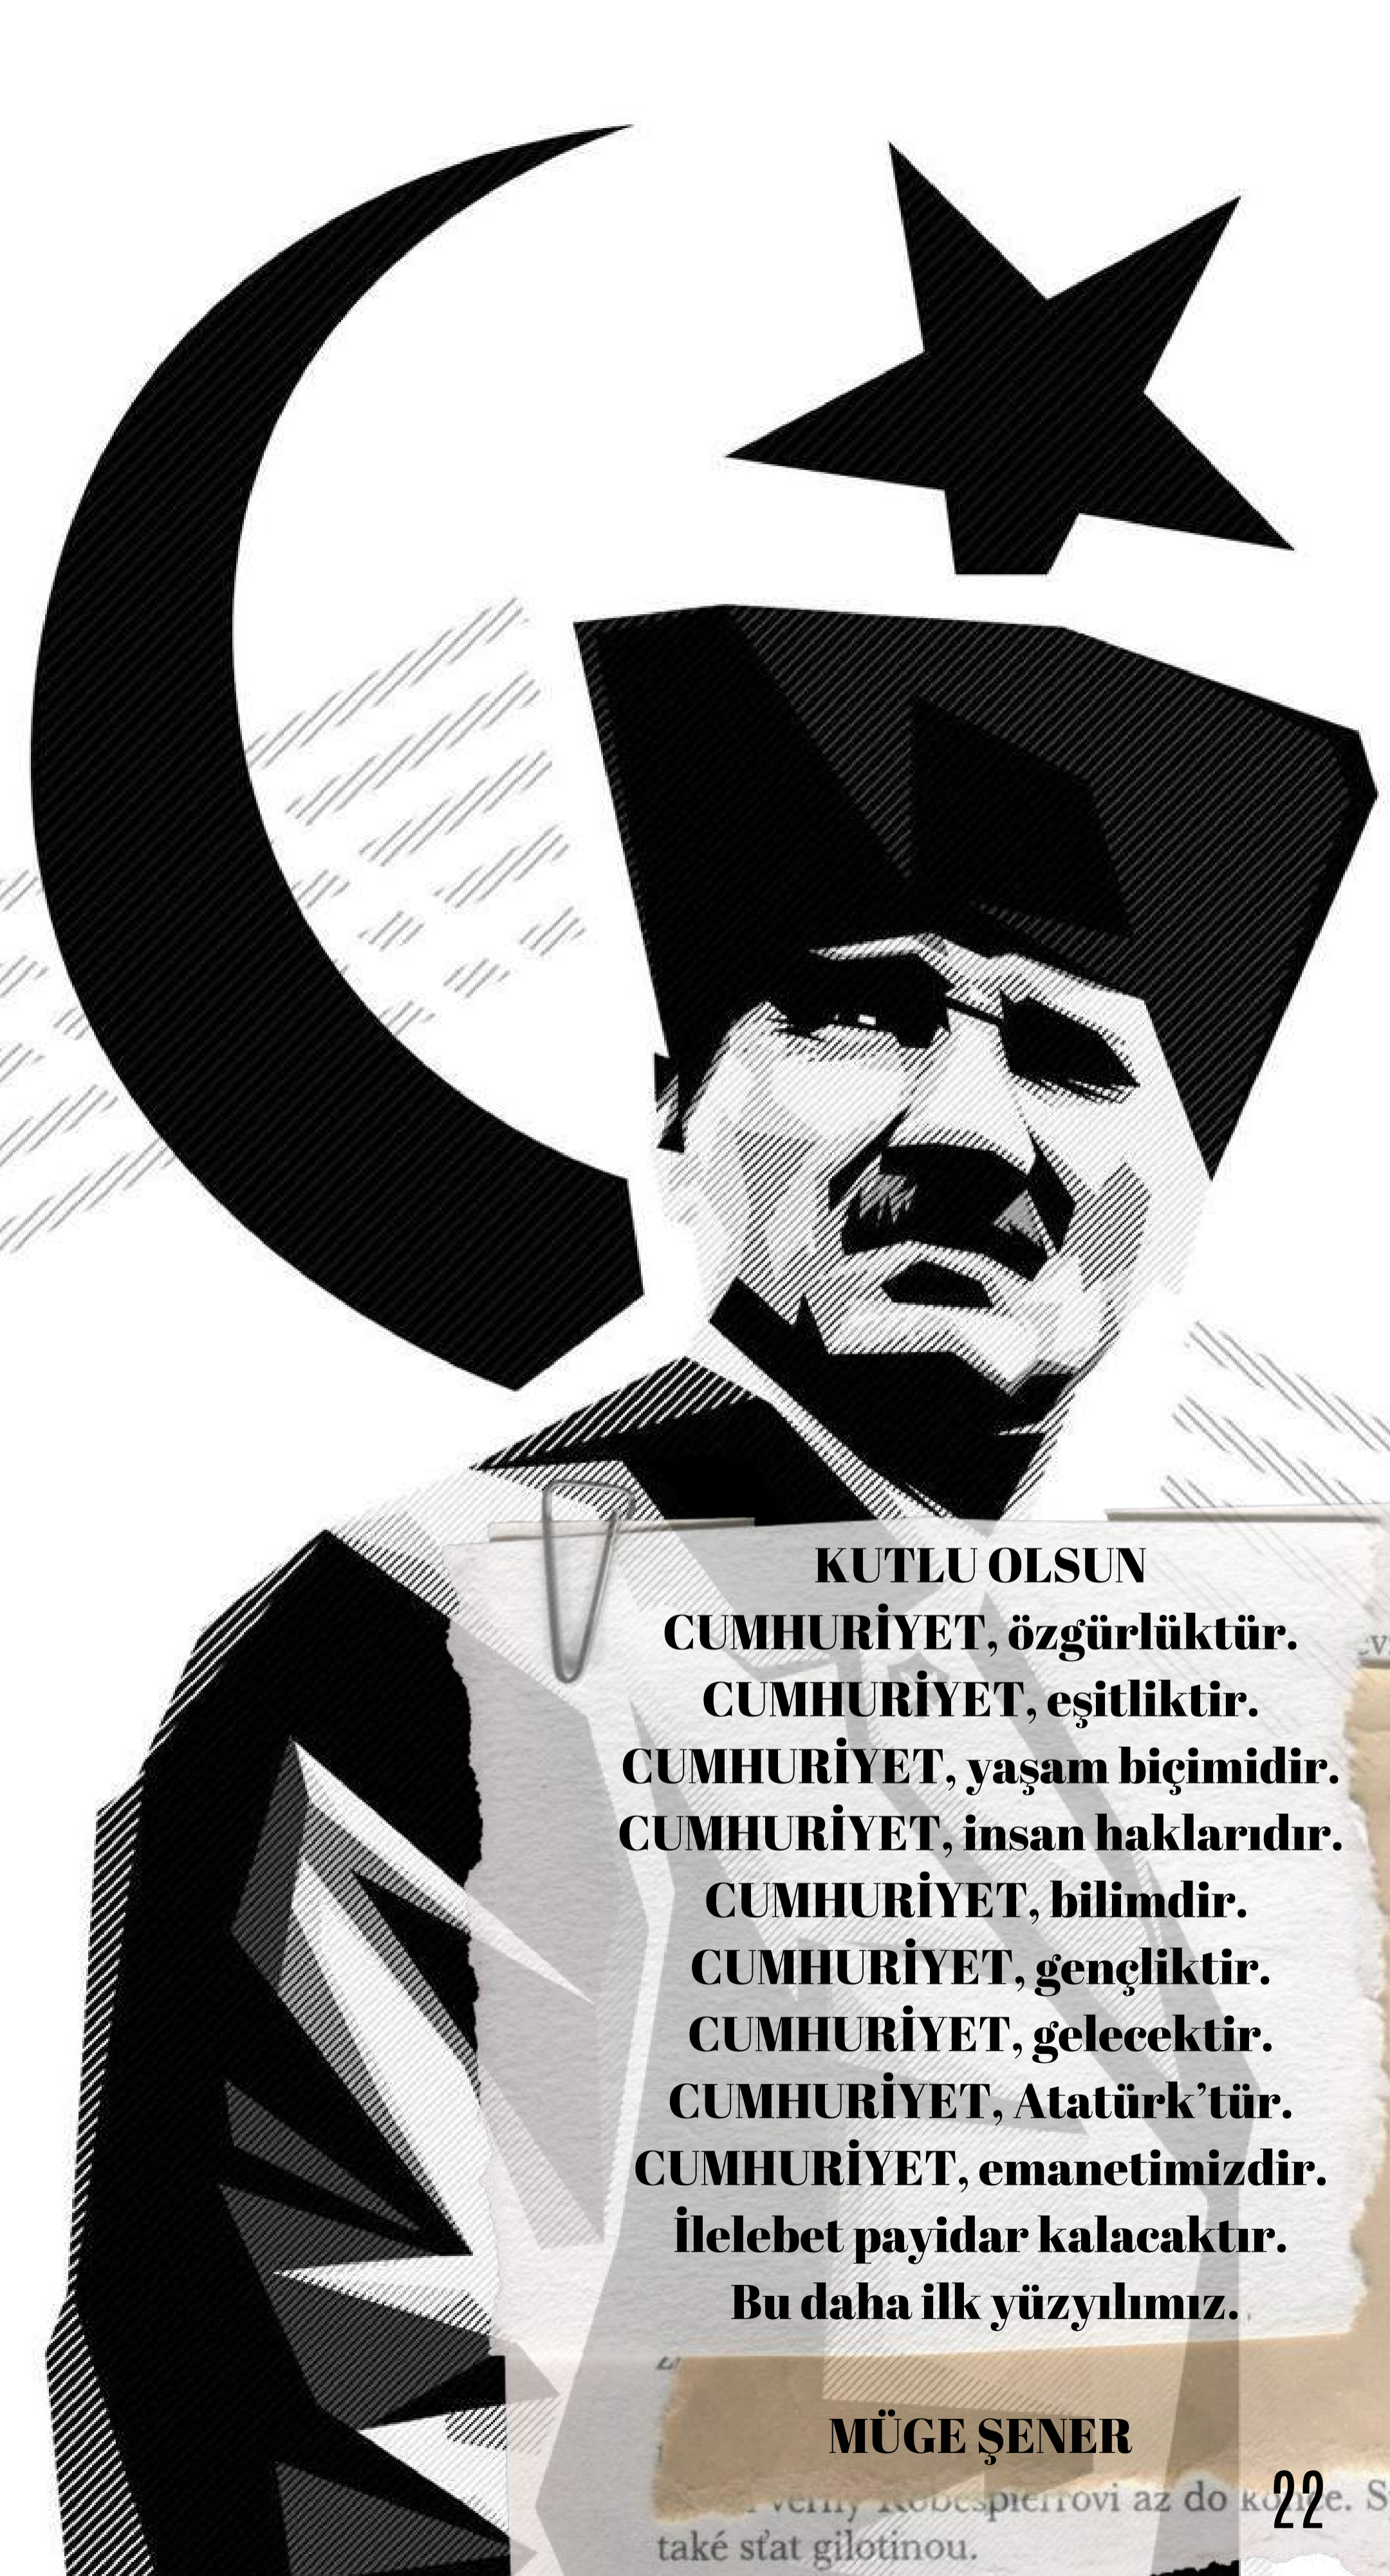 KUTLU OLSUN
CUMHURİYET, özgürlüktür.
CUMHURİYET, eşitliktir.
CUMHURİYET, yaşam biçimidir.
CUMHURİYET, insan haklarıdır.
CUMHURİYET, bilimdir.
CUMHURİYET, gençliktir.
CUMHURİYET, gelecektir.
CUMHURİYET, Atatürk’tür.
CUMHURİYET, emanetimizdir.
İlelebet payidar kalacaktır.
Bu daha ilk yüzyılımız.
MÜGE ŞENER
22
az do
také sťat gilotinou.